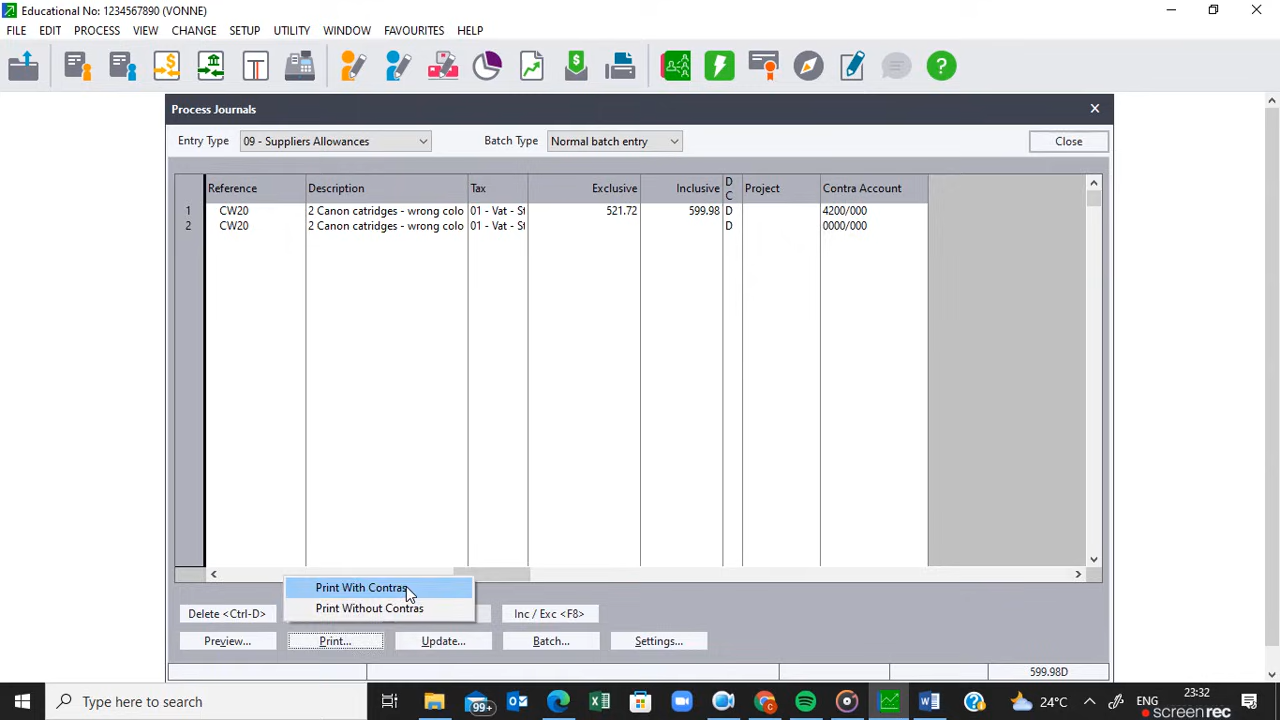 Educational No: 1234567890 (VONNE)
FILE EDIT PROCESS VIEW CHANGE SETUP UTILITY WINDOW FAVOURITES HELP
Process Journals
Entry Type 09 - Suppliers Allowances Batch Type Normal batch entry Close
Reference Description Tax Exclusive Inclusive D C Project Contra Account
1 CW20 2 Canon catridges - wrong colo 01 - Vat - St 521.72 599.98 D 4200/000
2 CW20 2 Canon catridges - wrong colo 01 - Vat - St D 0000/000
Print With Contras
Print Without Contras
Delete <Ctrl-D> Inc / Exc <F8>
Preview... Print... Update... Batch... Settings...
599.98D
Type here to search 99+ 24°C ENG 23:32
SCREENREC